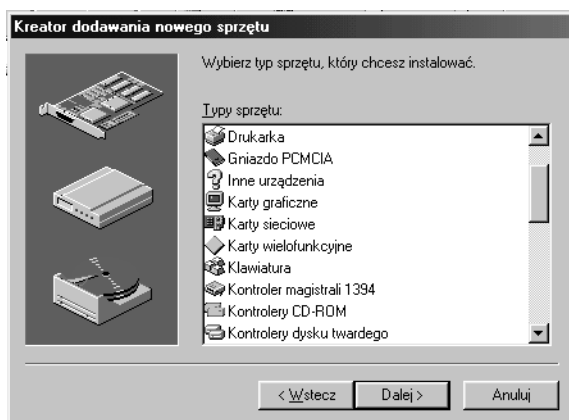 Kreator dodawania nowego sprzętu
Wybierz typ sprzętu, który chcesz instalować.
Typy sprzętu:
Drukarka
Gniazdo PCMCIA
Inne urządzenia
Karty graficzne
Karty sieciowe
Karty wielofunkcyjne
Klawiatura
Kontroler magistrali 1394
Kontrolery CD-ROM
Kontrolery dysku twardego
< Wstecz
Dalej >
Anuluj